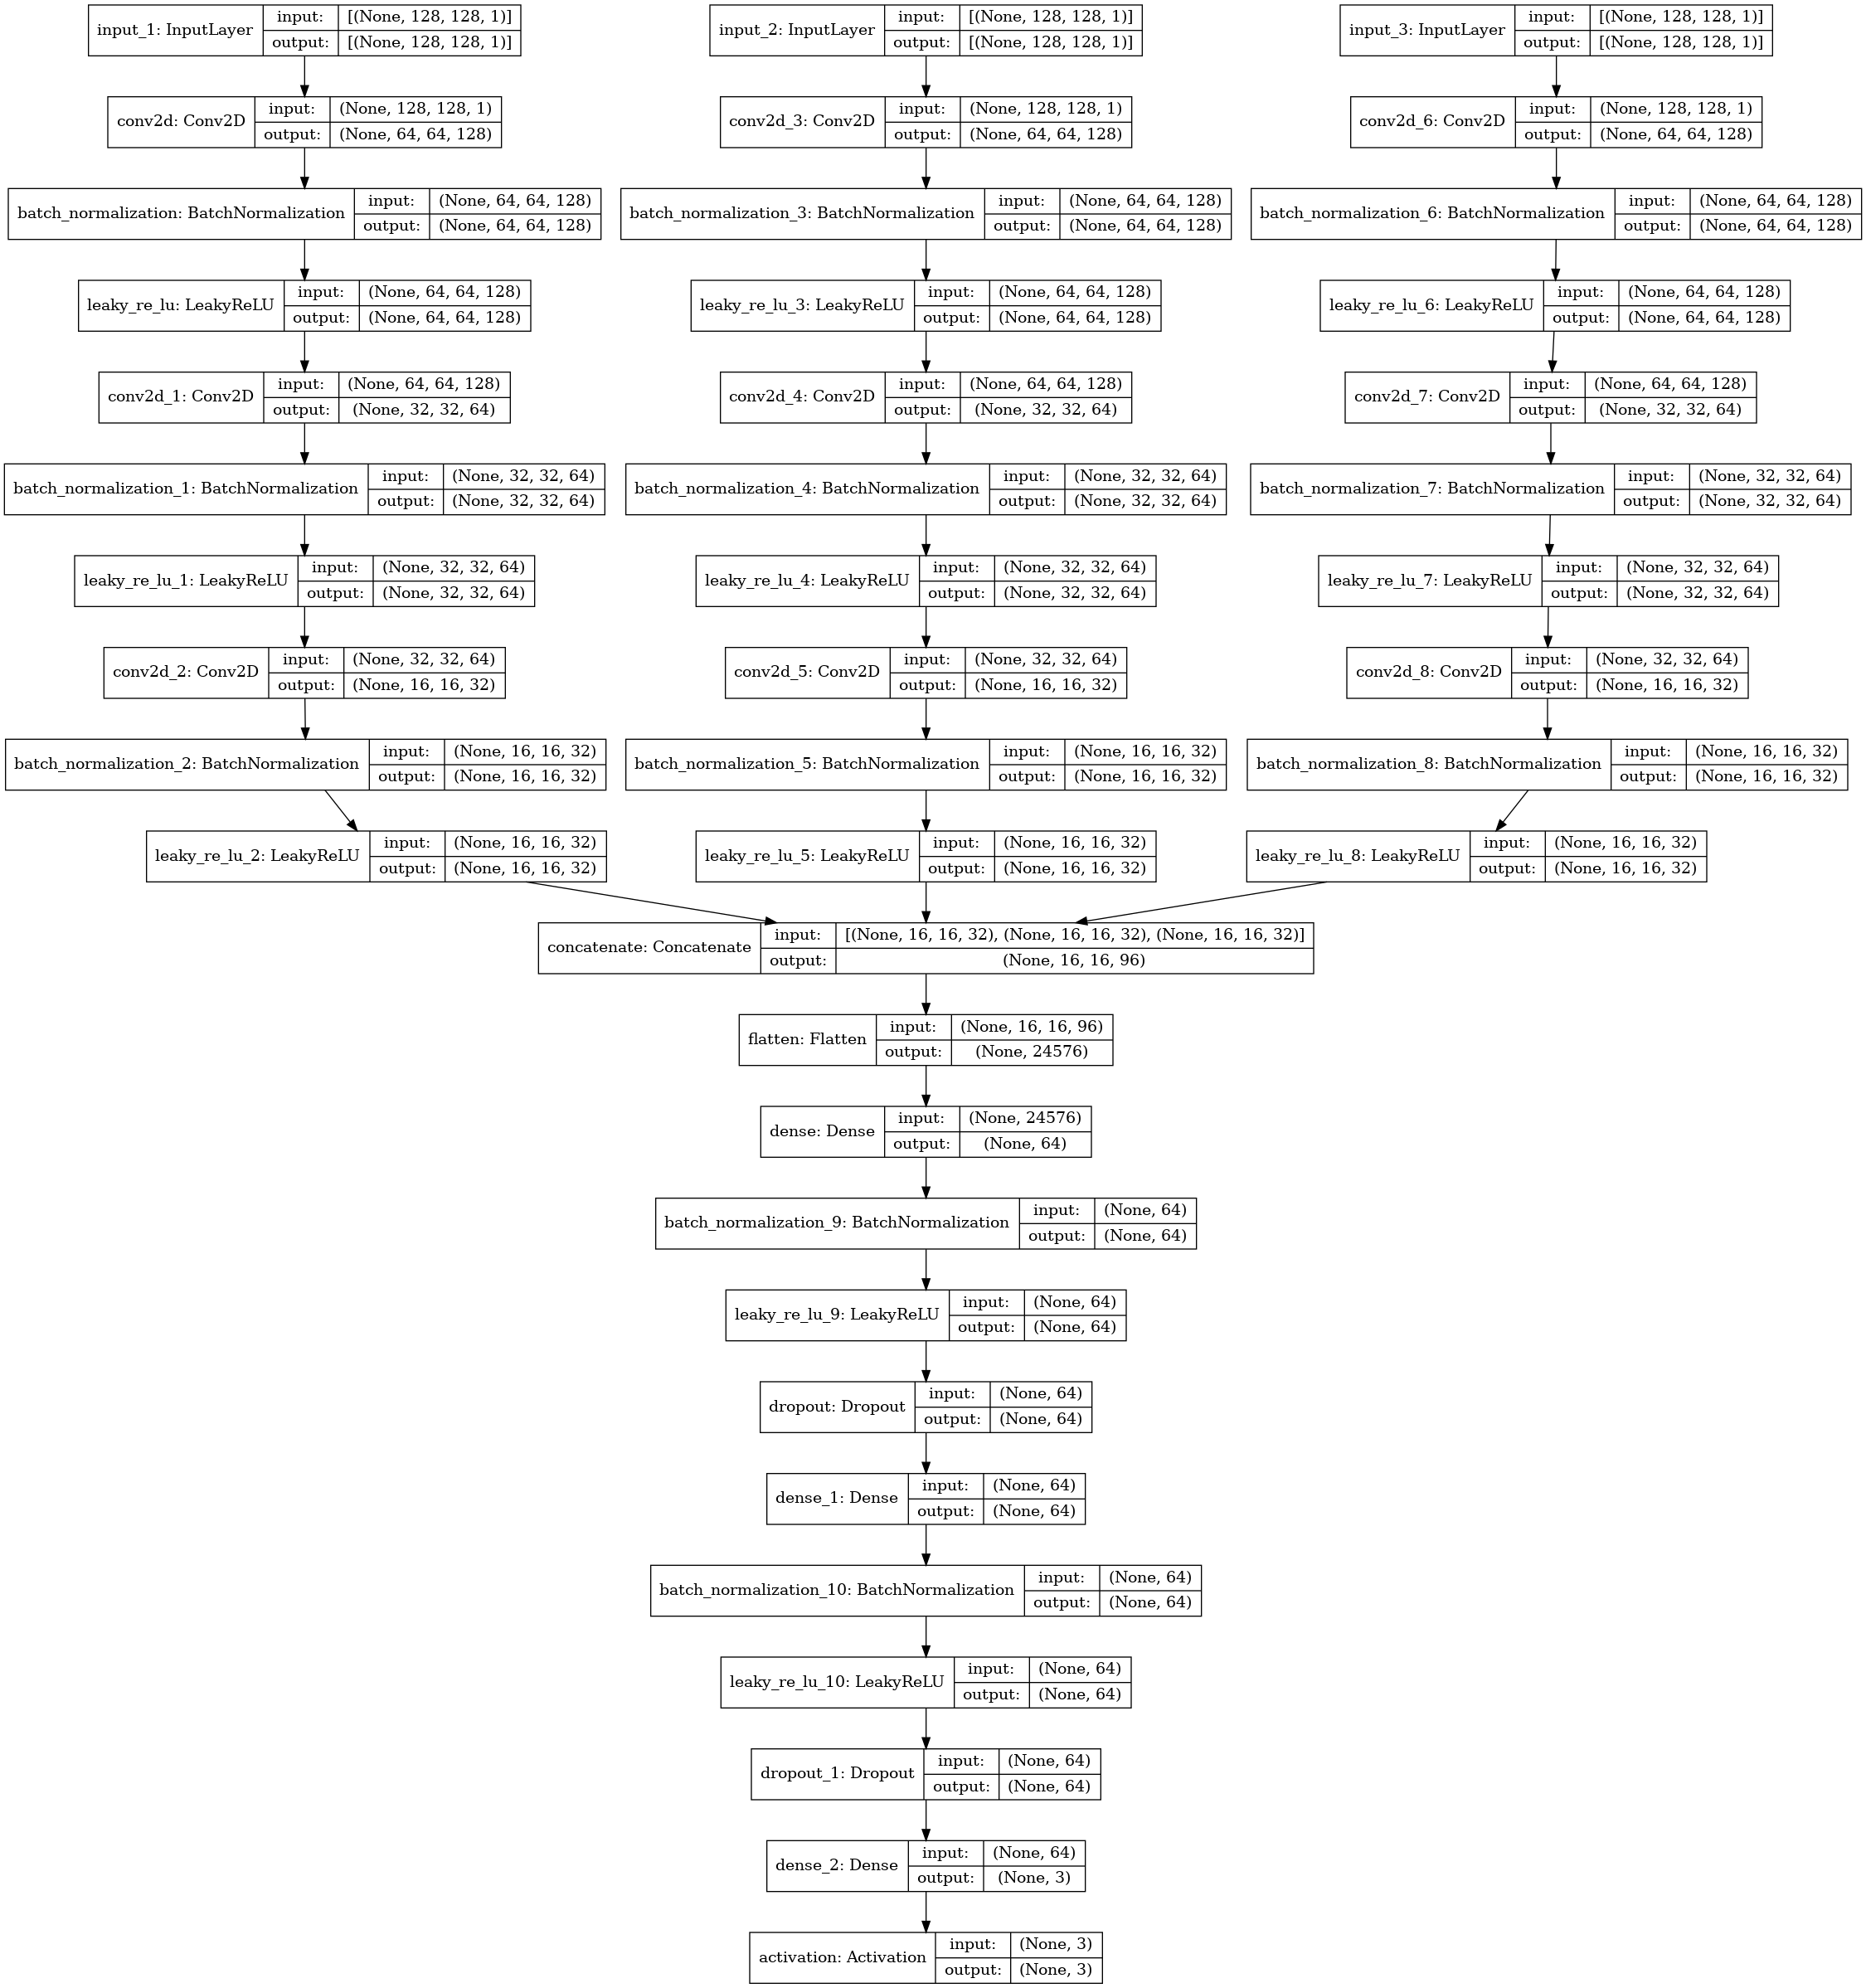 input_1: InputLayer input: [(None, 128, 128, 1)] output: [(None, 128, 128, 1)]
input_2: InputLayer input: [(None, 128, 128, 1)] output: [(None, 128, 128, 1)]
input_3: InputLayer input: [(None, 128, 128, 1)] output: [(None, 128, 128, 1)]
conv2d: Conv2D input: (None, 128, 128, 1) output: (None, 64, 64, 128)
conv2d_3: Conv2D input: (None, 128, 128, 1) output: (None, 64, 64, 128)
conv2d_6: Conv2D input: (None, 128, 128, 1) output: (None, 64, 64, 128)
batch_normalization: BatchNormalization input: (None, 64, 64, 128) output: (None, 64, 64, 128)
batch_normalization_3: BatchNormalization input: (None, 64, 64, 128) output: (None, 64, 64, 128)
batch_normalization_6: BatchNormalization input: (None, 64, 64, 128) output: (None, 64, 64, 128)
leaky_re_lu: LeakyReLU input: (None, 64, 64, 128) output: (None, 64, 64, 128)
leaky_re_lu_3: LeakyReLU input: (None, 64, 64, 128) output: (None, 64, 64, 128)
leaky_re_lu_6: LeakyReLU input: (None, 64, 64, 128) output: (None, 64, 64, 128)
conv2d_1: Conv2D input: (None, 64, 64, 128) output: (None, 32, 32, 64)
conv2d_4: Conv2D input: (None, 64, 64, 128) output: (None, 32, 32, 64)
conv2d_7: Conv2D input: (None, 64, 64, 128) output: (None, 32, 32, 64)
batch_normalization_1: BatchNormalization input: (None, 32, 32, 64) output: (None, 32, 32, 64)
batch_normalization_4: BatchNormalization input: (None, 32, 32, 64) output: (None, 32, 32, 64)
batch_normalization_7: BatchNormalization input: (None, 32, 32, 64) output: (None, 32, 32, 64)
leaky_re_lu_1: LeakyReLU input: (None, 32, 32, 64) output: (None, 32, 32, 64)
leaky_re_lu_4: LeakyReLU input: (None, 32, 32, 64) output: (None, 32, 32, 64)
leaky_re_lu_7: LeakyReLU input: (None, 32, 32, 64) output: (None, 32, 32, 64)
conv2d_2: Conv2D input: (None, 32, 32, 64) output: (None, 16, 16, 32)
conv2d_5: Conv2D input: (None, 32, 32, 64) output: (None, 16, 16, 32)
conv2d_8: Conv2D input: (None, 32, 32, 64) output: (None, 16, 16, 32)
batch_normalization_2: BatchNormalization input: (None, 16, 16, 32) output: (None, 16, 16, 32)
batch_normalization_5: BatchNormalization input: (None, 16, 16, 32) output: (None, 16, 16, 32)
batch_normalization_8: BatchNormalization input: (None, 16, 16, 32) output: (None, 16, 16, 32)
leaky_re_lu_2: LeakyReLU input: (None, 16, 16, 32) output: (None, 16, 16, 32)
leaky_re_lu_5: LeakyReLU input: (None, 16, 16, 32) output: (None, 16, 16, 32)
leaky_re_lu_8: LeakyReLU input: (None, 16, 16, 32) output: (None, 16, 16, 32)
concatenate: Concatenate input: [(None, 16, 16, 32), (None, 16, 16, 32), (None, 16, 16, 32)] output: (None, 16, 16, 96)
flatten: Flatten input: (None, 16, 16, 96) output: (None, 24576)
dense: Dense input: (None, 24576) output: (None, 64)
batch_normalization_9: BatchNormalization input: (None, 64) output: (None, 64)
leaky_re_lu_9: LeakyReLU input: (None, 64) output: (None, 64)
dropout: Dropout input: (None, 64) output: (None, 64)
dense_1: Dense input: (None, 64) output: (None, 64)
batch_normalization_10: BatchNormalization input: (None, 64) output: (None, 64)
leaky_re_lu_10: LeakyReLU input: (None, 64) output: (None, 64)
dropout_1: Dropout input: (None, 64) output: (None, 64)
dense_2: Dense input: (None, 64) output: (None, 3)
activation: Activation input: (None, 3) output: (None, 3)